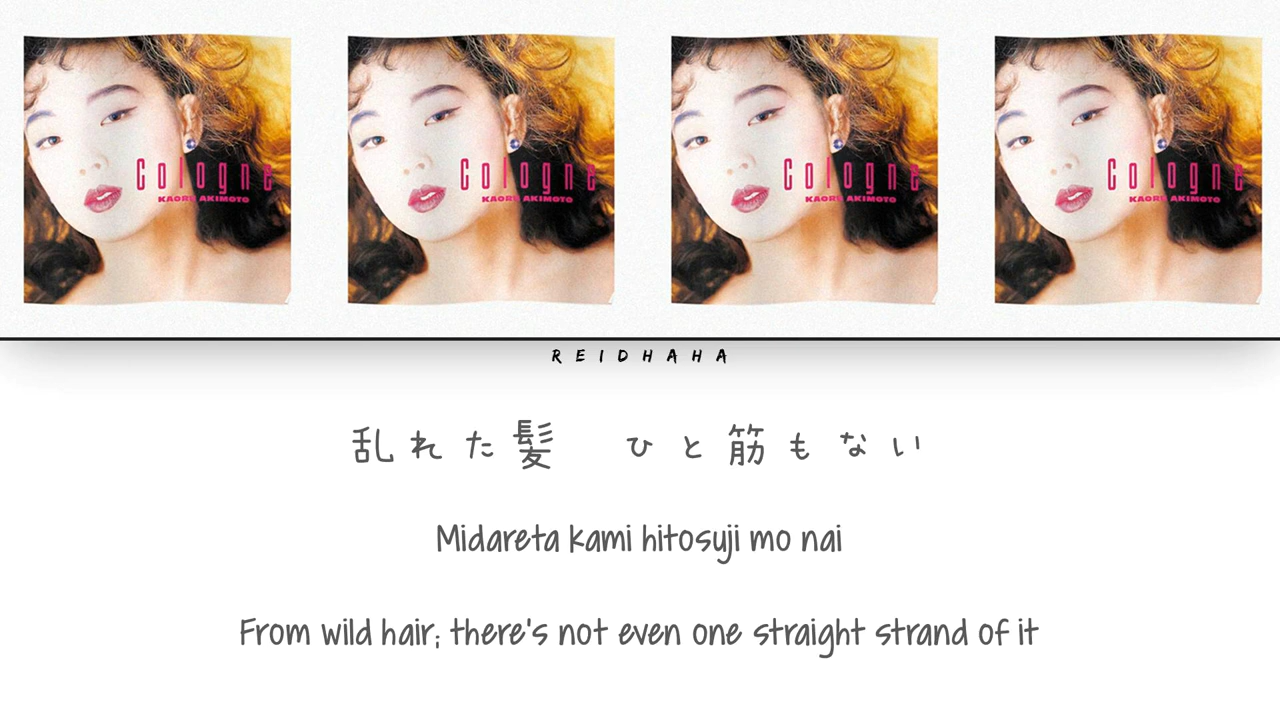 Cologne
KAORU AKIMOTO
Cologne
KAORU AKIMOTO
Cologne
KAORU AKIMOTO
Cologne
KAORU AKIMOTO
REIDHAHA
乱れた髪　ひと筋もない
Midareta kami hitosuji mo nai
From wild hair; there's not even one straight strand of it